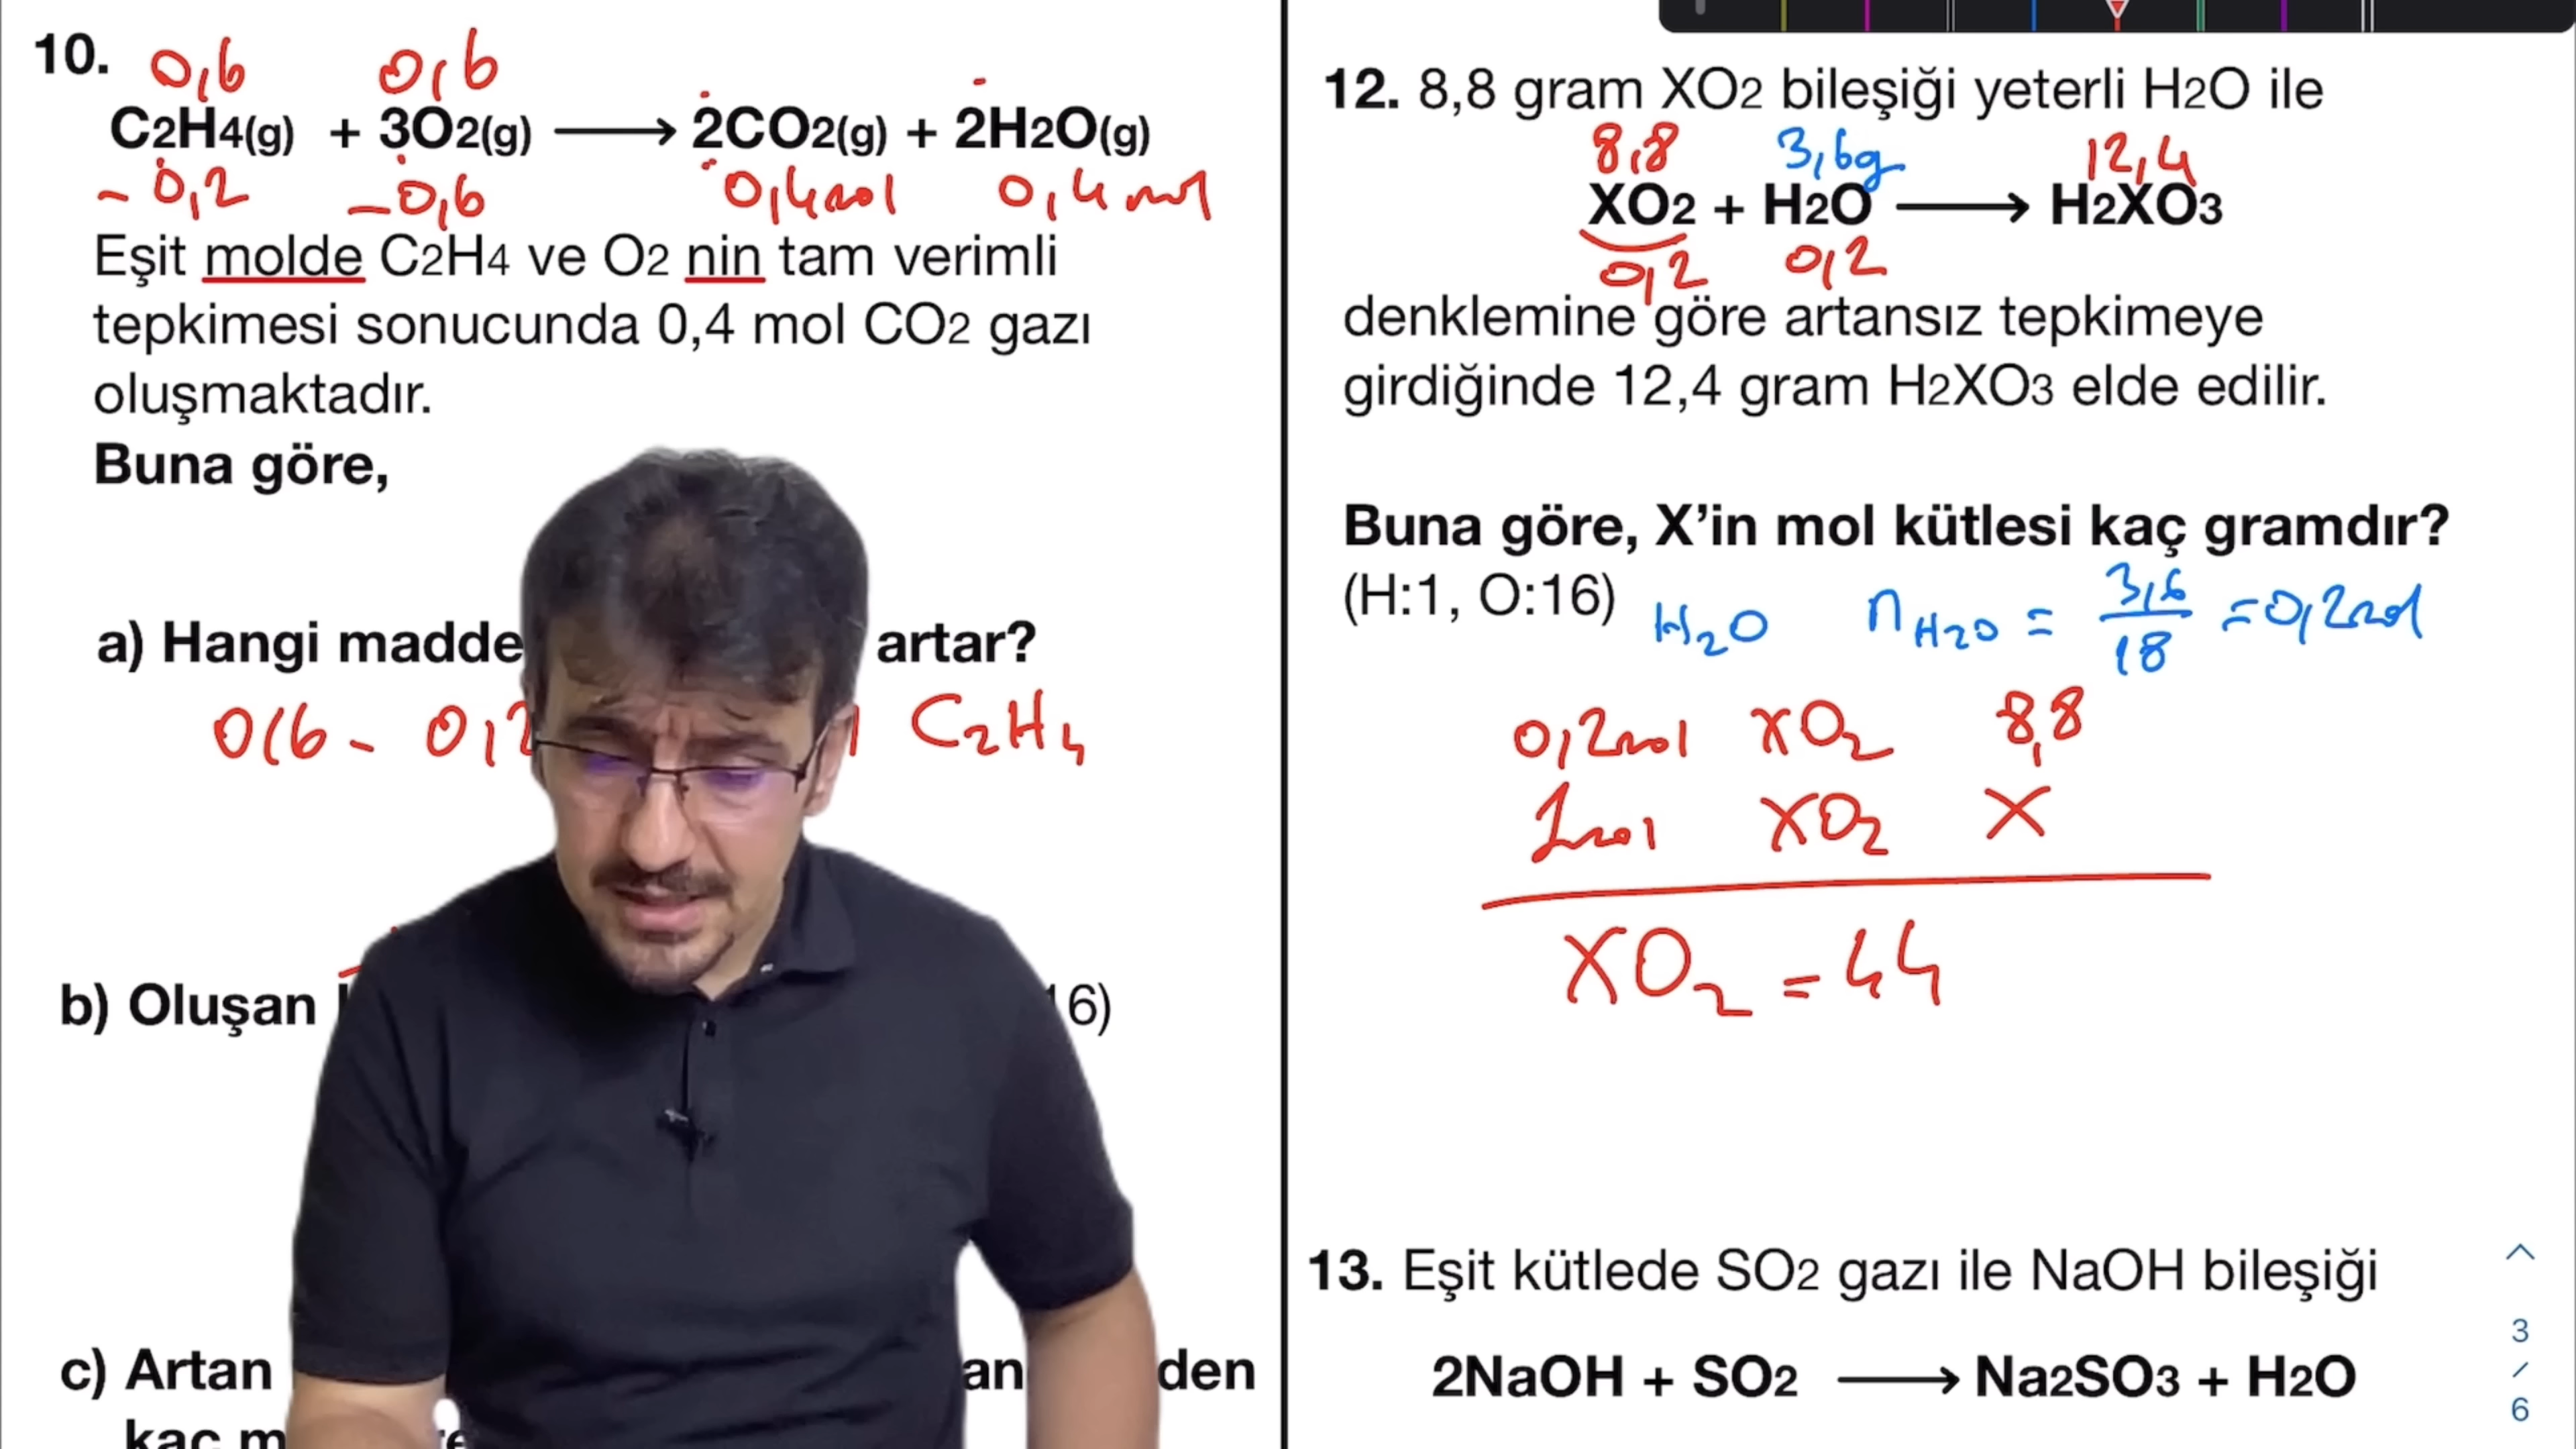 10.
0,6 0,6
C2H4(g) + 3O2(g) ⟶ 2CO2(g) + 2H2O(g)
- 0,2 -0,6 0,4mol 0,4 mol
Eşit molde C2H4 ve O2 nin tam verimli
tepkimesi sonucunda 0,4 mol CO2 gazı
oluşmaktadır.
Buna göre,
a) Hangi madde artar?
0,6 - 0,2 C2H4
b) Oluşan 16)
c) Artan den
kaç
12. 8,8 gram XO2 bileşiği yeterli H2O ile
8,8 3,6g 12,4
XO2 + H2O ⟶ H2XO3
0,2 0,2
denklemine göre artansız tepkimeye
girdiğinde 12,4 gram H2XO3 elde edilir.
Buna göre, X’in mol kütlesi kaç gramdır?
(H:1, O:16) H2O nH2O = 3,6/18 = 0,2mol
0,2mol XO2 8,8
1mol XO2 X
XO2 = 44
13. Eşit kütlede SO2 gazı ile NaOH bileşiği
2NaOH + SO2 ⟶ Na2SO3 + H2O
3
/
6